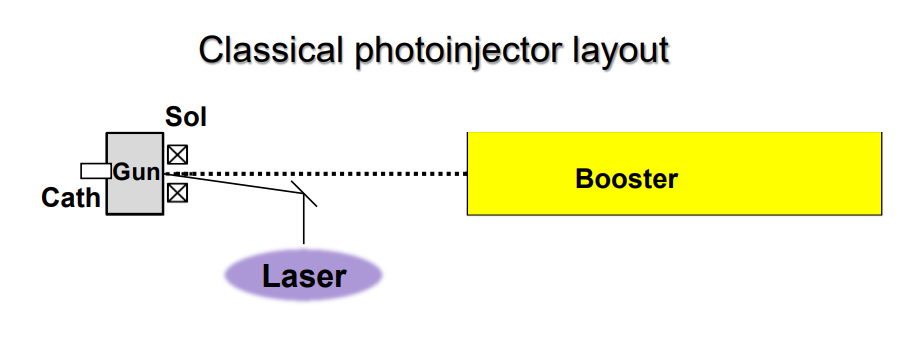 Classical photoinjector layout
Sol
Gun
Cath
Booster
Laser